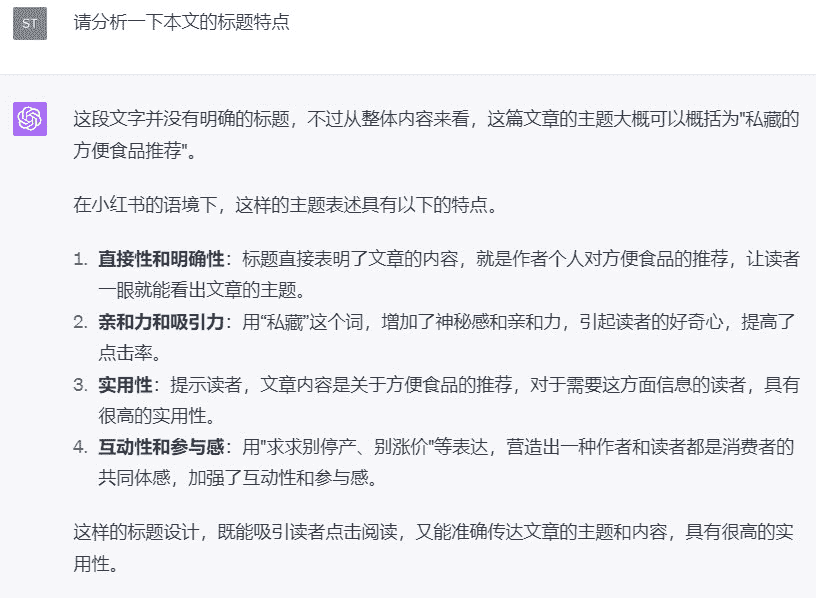 ST
请分析一下本文的标题特点
这段文字并没有明确的标题，不过从整体内容来看，这篇文章的主题大概可以概括为"私藏的
方便食品推荐"。
在小红书的语境下，这样的主题表述具有以下的特点。
1. 直接性和明确性：标题直接表明了文章的内容，就是作者个人对方便食品的推荐，让读者
一眼就能看出文章的主题。
2. 亲和力和吸引力：用“私藏”这个词，增加了神秘感和亲和力，引起读者的好奇心，提高了
点击率。
3. 实用性：提示读者，文章内容是关于方便食品的推荐，对于需要这方面信息的读者，具有
很高的实用性。
4. 互动性和参与感：用"求求别停产、别涨价"等表达，营造出一种作者和读者都是消费者的
共同体感，加强了互动性和参与感。
这样的标题设计，既能吸引读者点击阅读，又能准确传达文章的主题和内容，具有很高的实
用性。